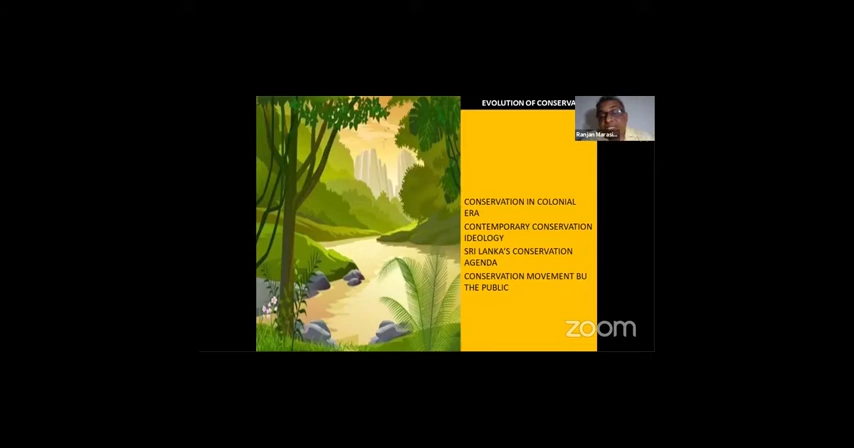 EVOLUTION OF CONSERVA
Ranjan Marasi...
CONSERVATION IN COLONIAL
ERA
CONTEMPORARY CONSERVATION
IDEOLOGY
SRI LANKA'S CONSERVATION
AGENDA
CONSERVATION MOVEMENT BU
THE PUBLIC
zoom